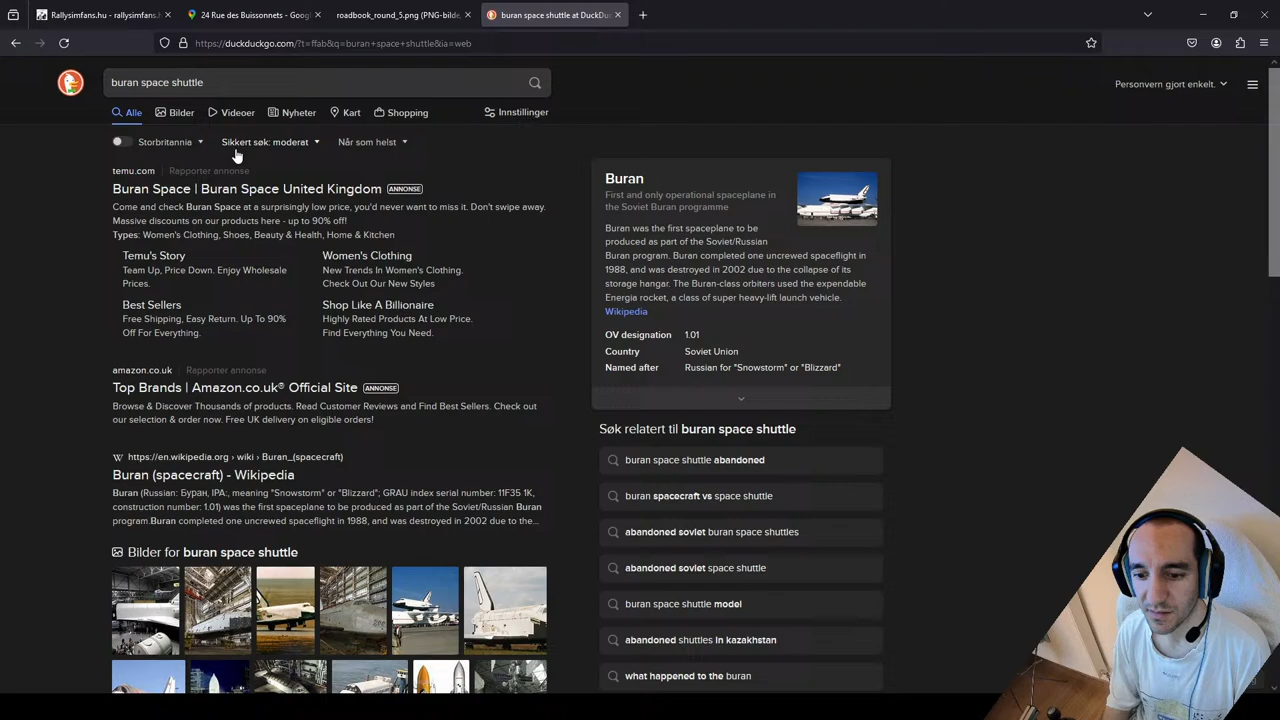 Rallysimfans.hu - rallysimfans.h
24 Rue des Buissonnets - Googl
roadbook_round_5.png (PNG-bilde,
buran space shuttle at DuckDuc
https://duckduckgo.com/?t=ffab&q=buran+space+shuttle&ia=web
buran space shuttle
Personvern gjort enkelt.
Alle
Bilder
Videoer
Nyheter
Kart
Shopping
Innstillinger
Storbritannia
Sikkert søk: moderat
Når som helst
temu.com
Rapporter annonse
Buran Space | Buran Space United Kingdom
ANNONSE
Come and check Buran Space at a surprisingly low price, you'd never want to miss it. Don't swipe away.
Massive discounts on our products here - up to 90% off!
Types: Women's Clothing, Shoes, Beauty & Health, Home & Kitchen
Temu's Story
Team Up, Price Down. Enjoy Wholesale
Prices.
Women's Clothing
New Trends In Women's Clothing.
Check Out Our New Styles
Best Sellers
Free Shipping, Easy Return. Up To 90%
Off For Everything.
Shop Like A Billionaire
Highly Rated Products At Low Price.
Find Everything You Need.
amazon.co.uk
Rapporter annonse
Top Brands | Amazon.co.uk® Official Site
ANNONSE
Browse & Discover Thousands of products. Read Customer Reviews and Find Best Sellers. Check out
our selection & order now. Free UK delivery on eligible orders!
W
https://en.wikipedia.org › wiki › Buran_(spacecraft)
Buran (spacecraft) - Wikipedia
Buran (Russian: Буран, IPA:, meaning "Snowstorm" or "Blizzard"; GRAU index serial number: 11F35 1K,
construction number: 1.01) was the first spaceplane to be produced as part of the Soviet/Russian Buran
program.Buran completed one uncrewed spaceflight in 1988, and was destroyed in 2002 due to the...
Bilder for buran space shuttle
Buran
First and only operational spaceplane in
the Soviet Buran programme
Buran was the first spaceplane to be
produced as part of the Soviet/Russian
Buran program. Buran completed one uncrewed spaceflight in
1988, and was destroyed in 2002 due to the collapse of its
storage hangar. The Buran-class orbiters used the expendable
Energia rocket, a class of super heavy-lift launch vehicle.
Wikipedia
OV designation 1.01
Country Soviet Union
Named after Russian for "Snowstorm" or "Blizzard"
Søk relatert til buran space shuttle
buran space shuttle abandoned
buran spacecraft vs space shuttle
abandoned soviet buran space shuttles
abandoned soviet space shuttle
buran space shuttle model
abandoned shuttles in kazakhstan
what happened to the buran